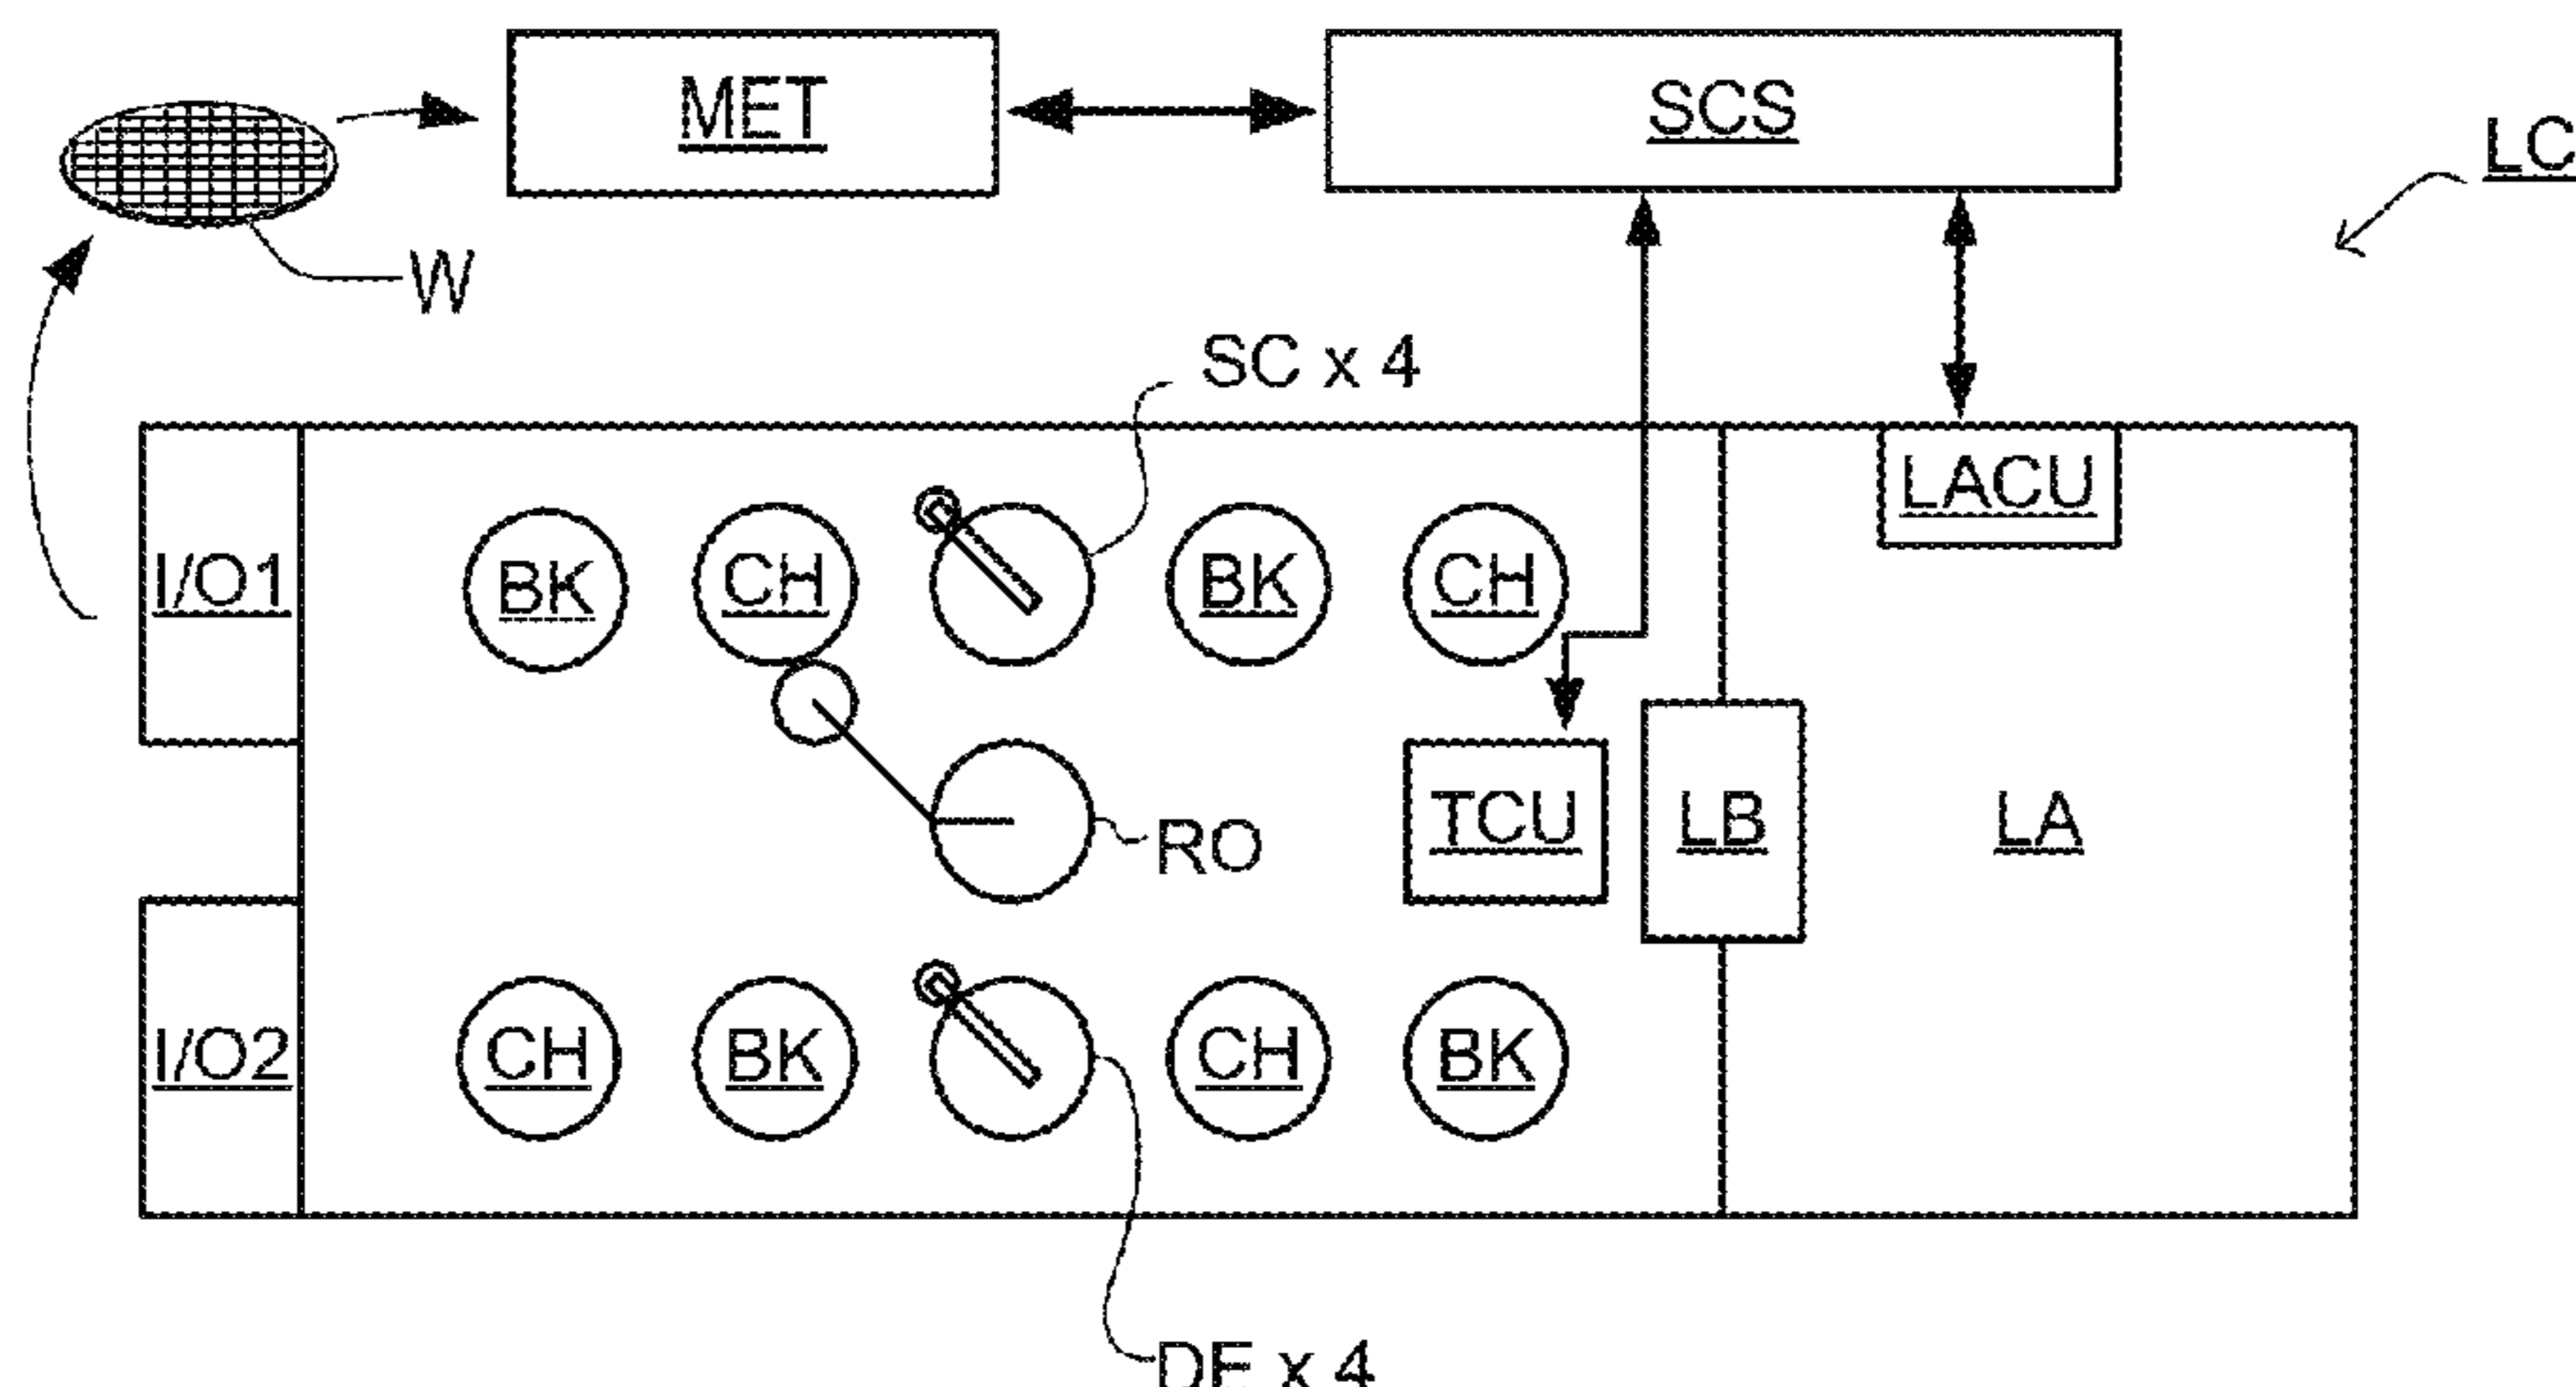 MET
SCS
LC
W
SC x 4
LACU
I/O1
BK
CH
BK
CH
TCU
LB
LA
RO
I/O2
CH
BK
CH
BK
DE x 4